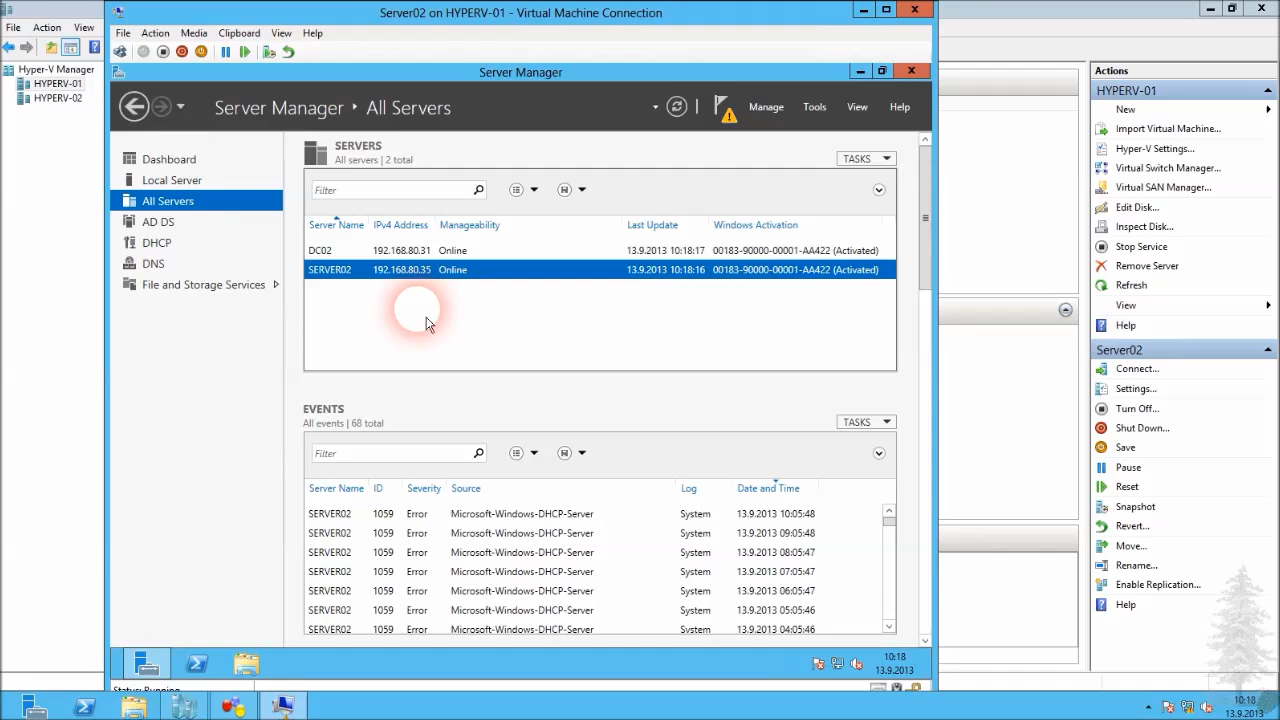 Server02 on HYPERV-01 - Virtual Machine Connection
File Action View
File Action Media Clipboard View Help
Hyper-V Manager
HYPERV-01
HYPERV-02
Server Manager
Server Manager ‣ All Servers
Manage Tools View Help
Dashboard
Local Server
All Servers
AD DS
DHCP
DNS
File and Storage Services
SERVERS
All servers | 2 total
TASKS
Filter
Server Name IPv4 Address Manageability Last Update Windows Activation
DC02 192.168.80.31 Online 13.9.2013 10:18:17 00183-90000-00001-AA422 (Activated)
SERVER02 192.168.80.35 Online 13.9.2013 10:18:16 00183-90000-00001-AA422 (Activated)
EVENTS
All events | 68 total
TASKS
Filter
Server Name ID Severity Source Log Date and Time
SERVER02 1059 Error Microsoft-Windows-DHCP-Server System 13.9.2013 10:05:48
SERVER02 1059 Error Microsoft-Windows-DHCP-Server System 13.9.2013 09:05:48
SERVER02 1059 Error Microsoft-Windows-DHCP-Server System 13.9.2013 08:05:47
SERVER02 1059 Error Microsoft-Windows-DHCP-Server System 13.9.2013 07:05:47
SERVER02 1059 Error Microsoft-Windows-DHCP-Server System 13.9.2013 06:05:47
SERVER02 1059 Error Microsoft-Windows-DHCP-Server System 13.9.2013 05:05:46
SERVER02 1059 Error Microsoft-Windows-DHCP-Server System 13.9.2013 04:05:46
10:18
13.9.2013
Status: Running
Actions
HYPERV-01
New
Import Virtual Machine...
Hyper-V Settings...
Virtual Switch Manager...
Virtual SAN Manager...
Edit Disk...
Inspect Disk...
Stop Service
Remove Server
Refresh
View
Help
Server02
Connect...
Settings...
Turn Off...
Shut Down...
Save
Pause
Reset
Snapshot
Revert...
Move...
Rename...
Enable Replication...
Help
10:18
13.9.2013